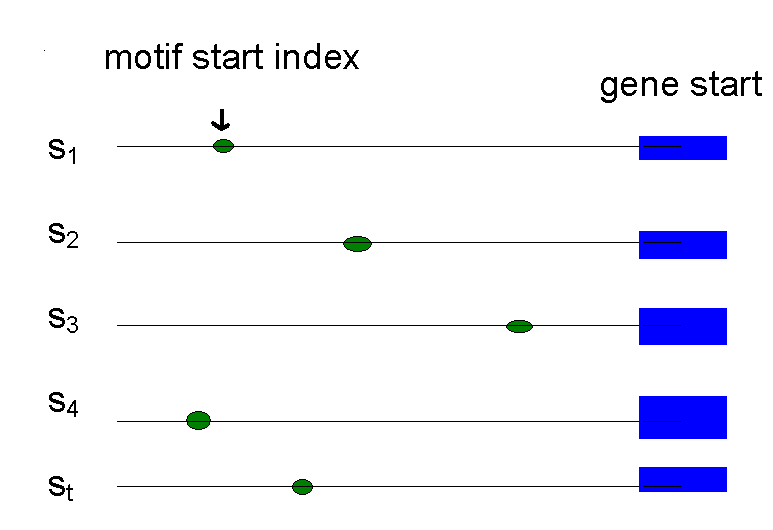 motif start index
gene start
s1
s2
s3
s4
st